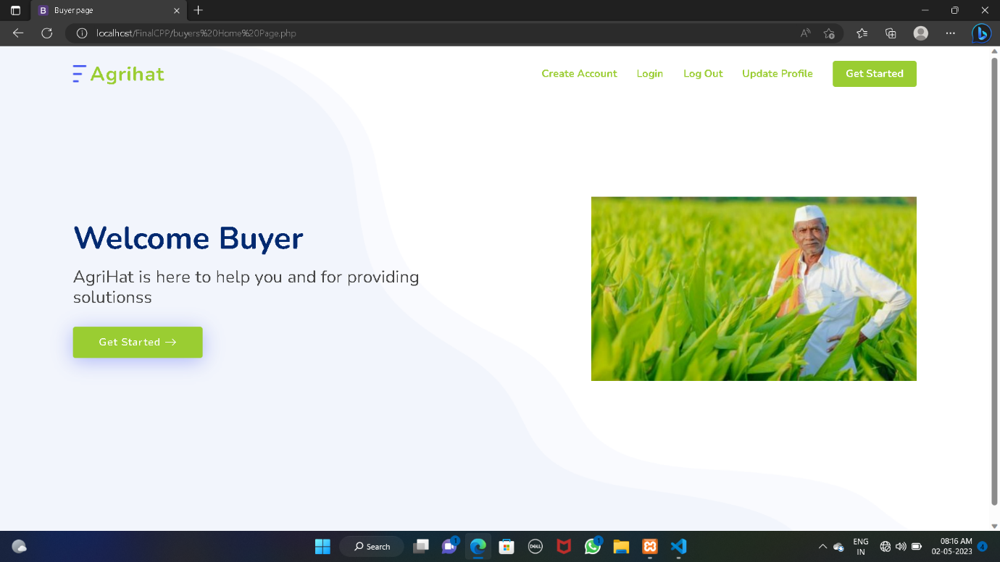 Buyer page
localhost/FinalCPP/buyers%20Home%20Page.php
Agrihat
Create Account
Login
Log Out
Update Profile
Get Started
Welcome Buyer
AgriHat is here to help you and for providing
solutionss
Get Started →
Search
DELL
ENG
IN
08:16 AM
02-05-2023
4